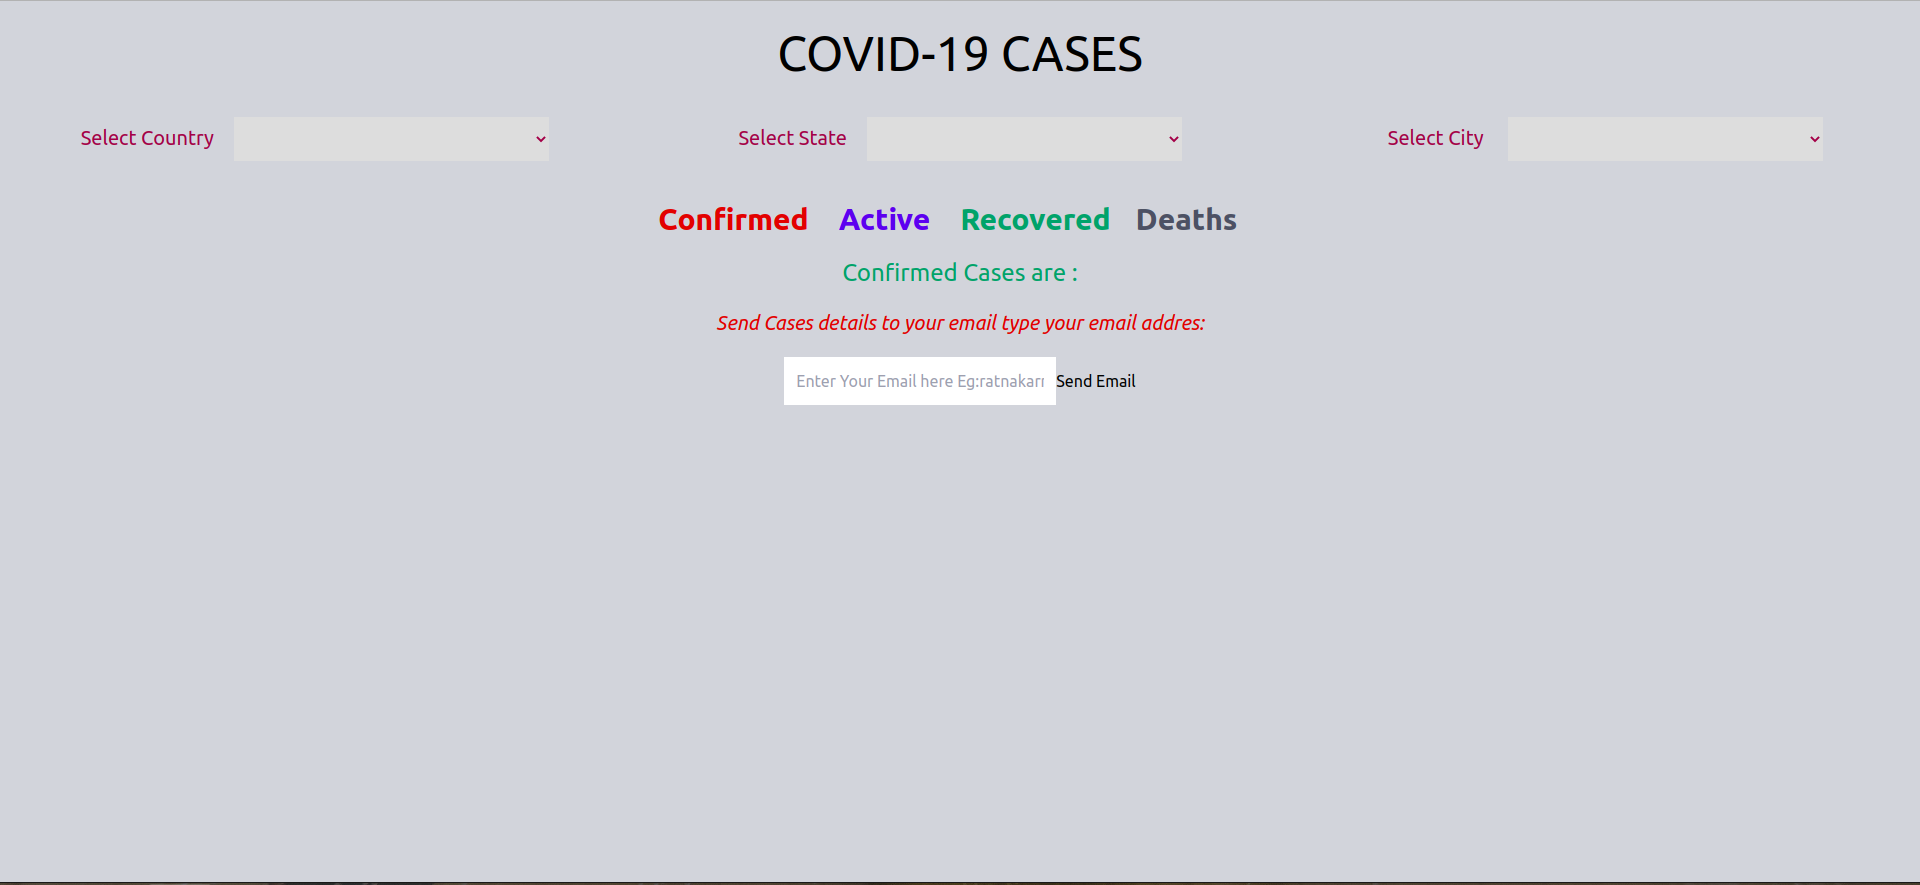 COVID-19 CASES
Select Country Select State Select City
Confirmed Active Recovered Deaths
Confirmed Cases are :
Send Cases details to your email type your email addres:
Enter Your Email here Eg:ratnakar Send Email